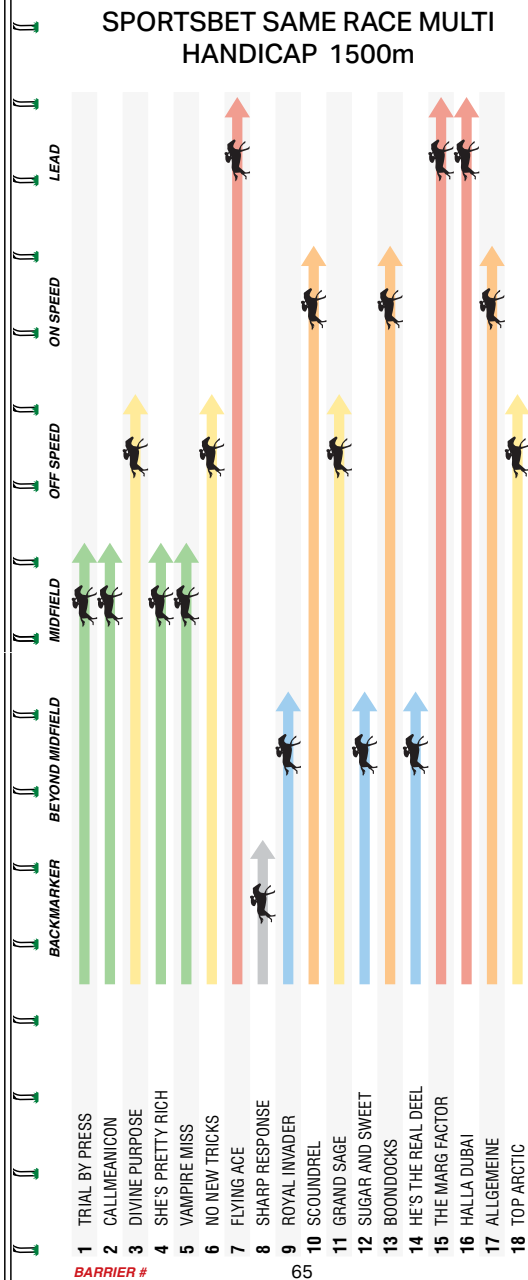 SPORTSBET SAME RACE MULTI
HANDICAP 1500m
LEAD
ON SPEED
OFF SPEED
MIDFIELD
BEYOND MIDFIELD
BACKMARKER
1 TRIAL BY PRESS
2 CALLMEANICON
3 DIVINE PURPOSE
4 SHE'S PRETTY RICH
5 VAMPIRE MISS
6 NO NEW TRICKS
7 FLYING ACE
8 SHARP RESPONSE
9 ROYAL INVADER
10 SCOUNDREL
11 GRAND SAGE
12 SUGAR AND SWEET
13 BOONDOCKS
14 HE'S THE REAL DEEL
15 THE MARG FACTOR
16 HALLA DUBAI
17 ALLGEMEINE
18 TOP ARCTIC
BARRIER #
65